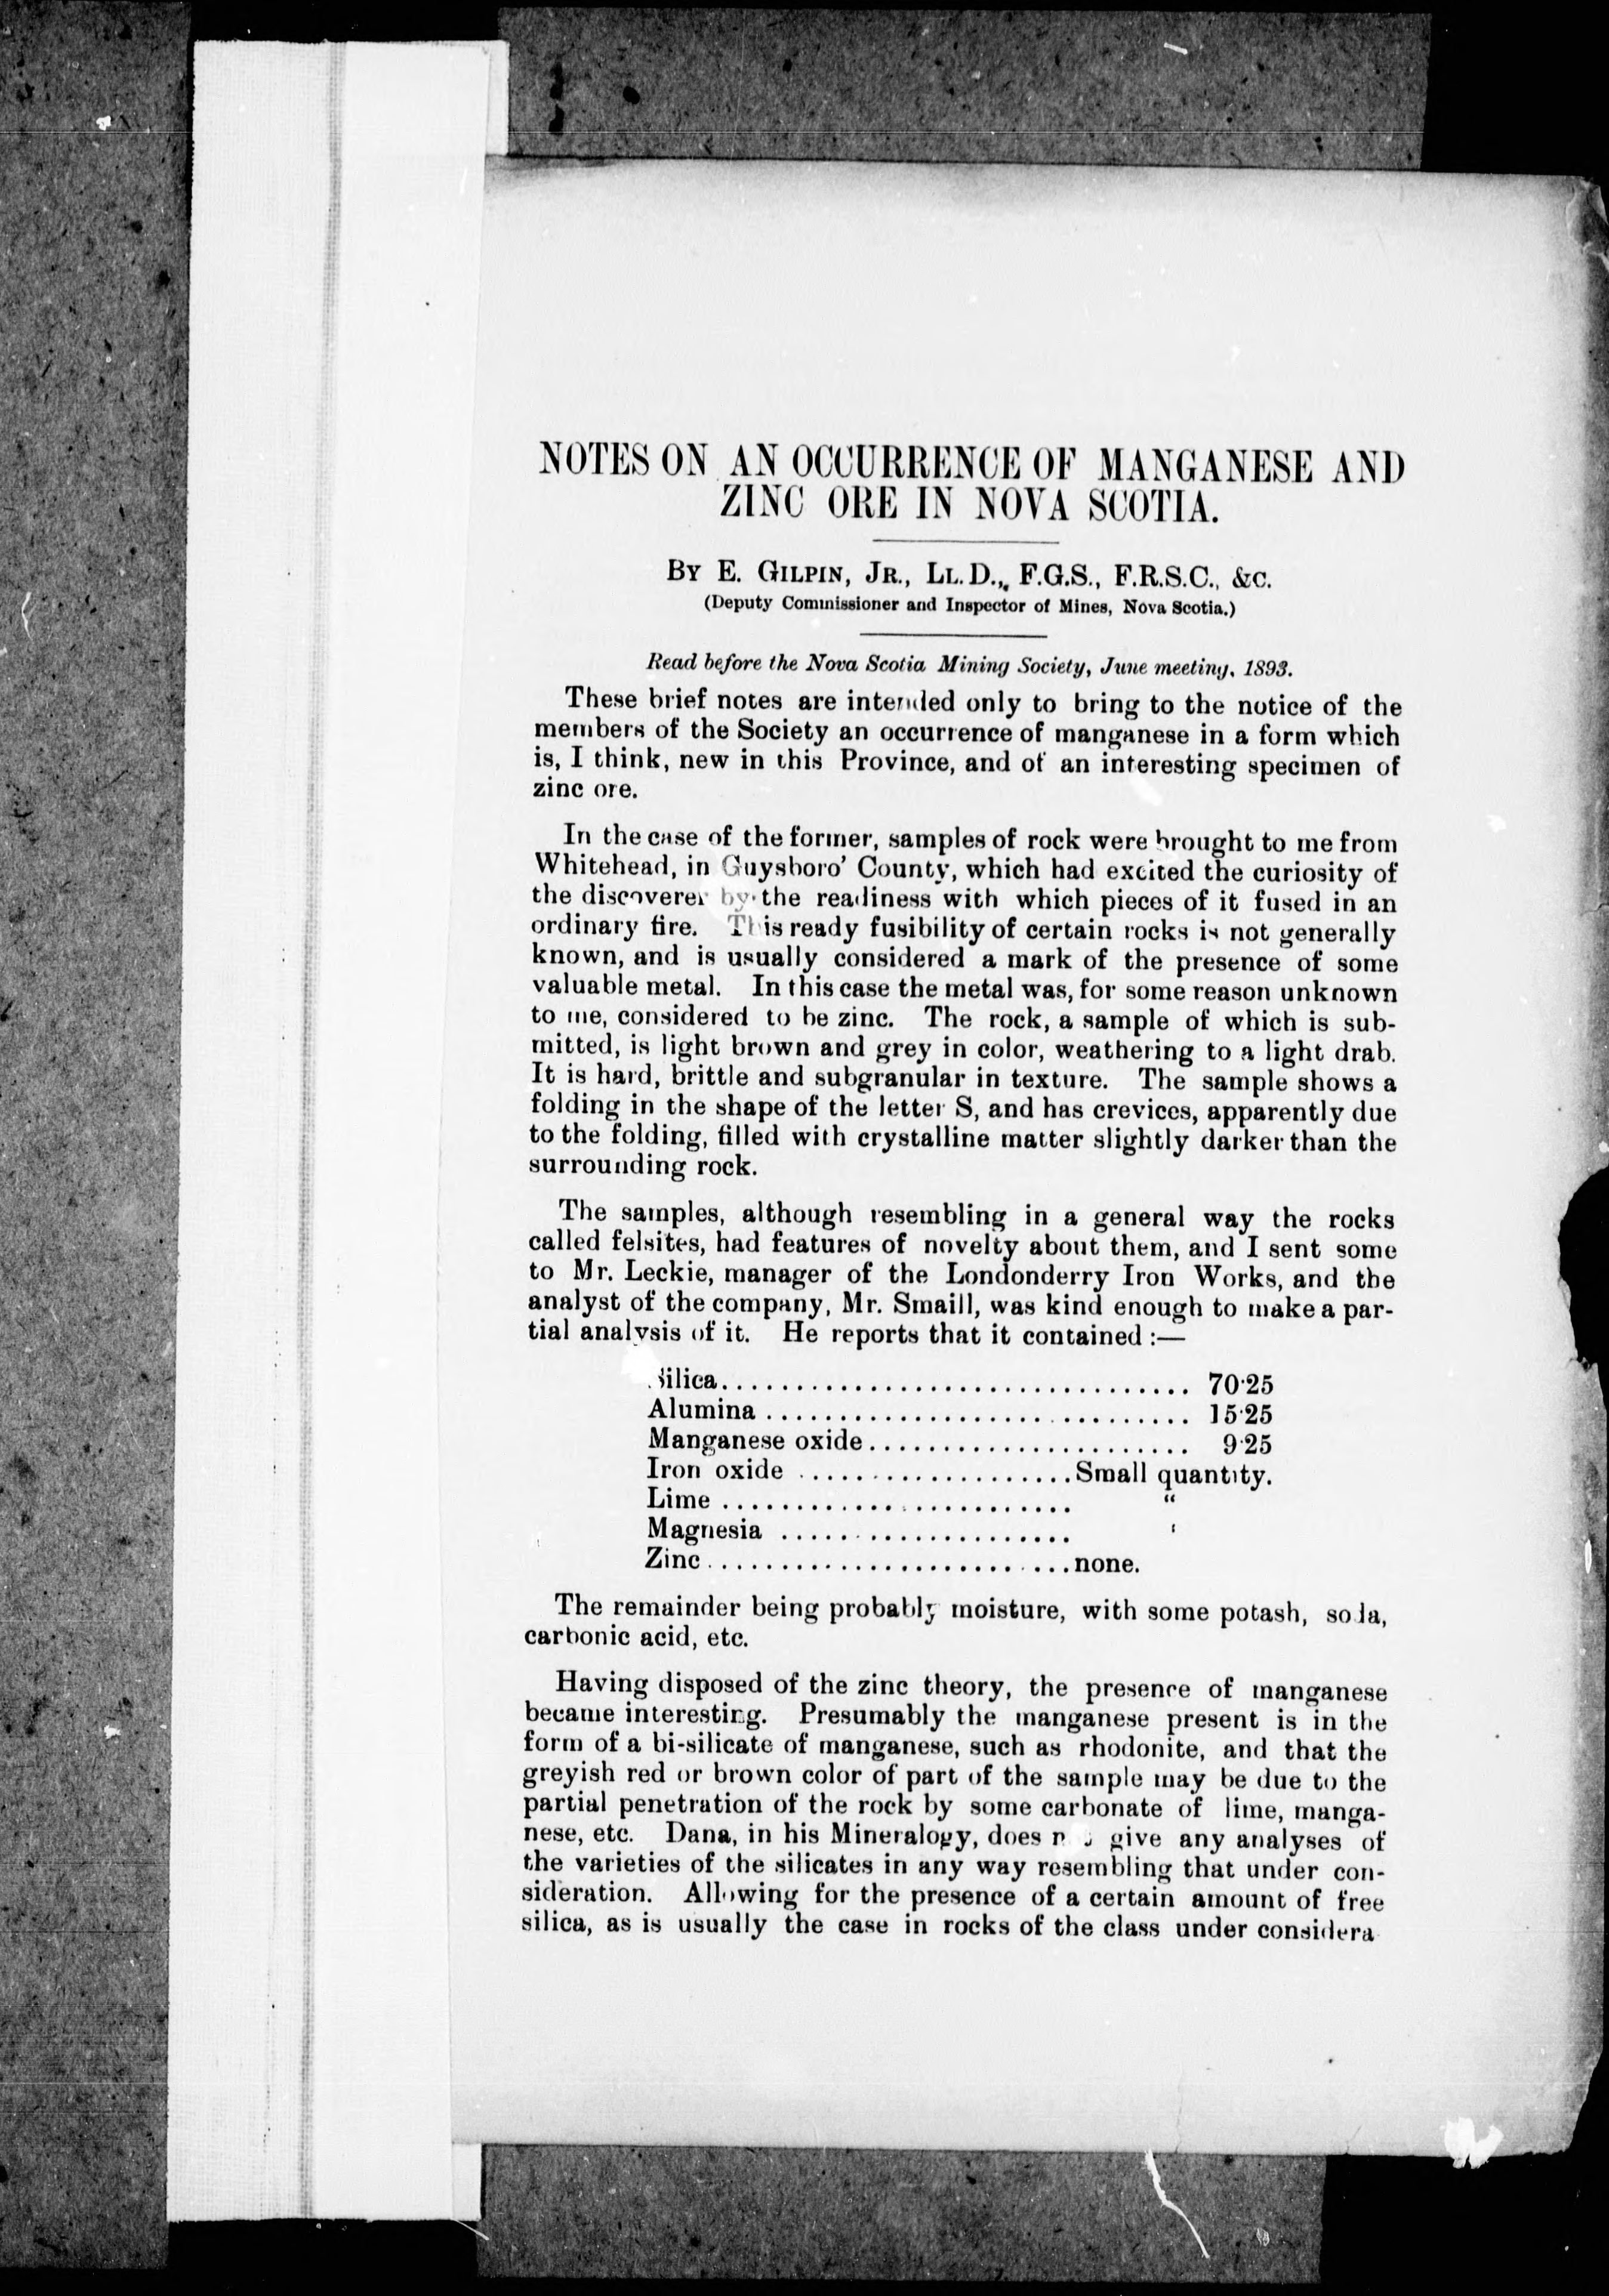 NOTES ON AN OCCURRENCE OF MANGANESE AND
ZINC ORE IN NOVA SCOTIA.
BY E. GILPIN, JR., LL.D., F.G.S., F.R.S.C., &C.
(Deputy Commissioner and Inspector of Mines, Nova Scotia.)
Read before the Nova Scotia Mining Society, June meeting, 1893.
These brief notes are intended only to bring to the notice of the
members of the Society an occurrence of manganese in a form which
is, I think, new in this Province, and of an interesting specimen of
zinc ore.
In the case of the former, samples of rock were brought to me from
Whitehead, in Guysboro' County, which had excited the curiosity of
the discoverer by the readiness with which pieces of it fused in an
ordinary fire. This ready fusibility of certain rocks is not generally
known, and is usually considered a mark of the presence of some
valuable metal. In this case the metal was, for some reason unknown
to me, considered to be zinc. The rock, a sample of which is sub-
mitted, is light brown and grey in color, weathering to a light drab.
It is hard, brittle and subgranular in texture. The sample shows a
folding in the shape of the letter S, and has crevices, apparently due
to the folding, filled with crystalline matter slightly darker than the
surrounding rock.
The samples, although resembling in a general way the rocks
called felsites, had features of novelty about them, and I sent some
to Mr. Leckie, manager of the Londonderry Iron Works, and the
analyst of the company, Mr. Smaill, was kind enough to make a par-
tial analysis of it. He reports that it contained :—
Silica.................................. 70·25
Alumina ............................... 15·25
Manganese oxide........................ 9·25
Iron oxide ....................Small quantity.
Lime .......................... "
Magnesia ...................... "
Zinc...........................none.
The remainder being probably moisture, with some potash, soda,
carbonic acid, etc.
Having disposed of the zinc theory, the presence of manganese
became interesting. Presumably the manganese present is in the
form of a bi-silicate of manganese, such as rhodonite, and that the
greyish red or brown color of part of the sample may be due to the
partial penetration of the rock by some carbonate of lime, manga-
nese, etc. Dana, in his Mineralogy, does not give any analyses of
the varieties of the silicates in any way resembling that under con-
sideration. Allowing for the presence of a certain amount of free
silica, as is usually the case in rocks of the class under considera